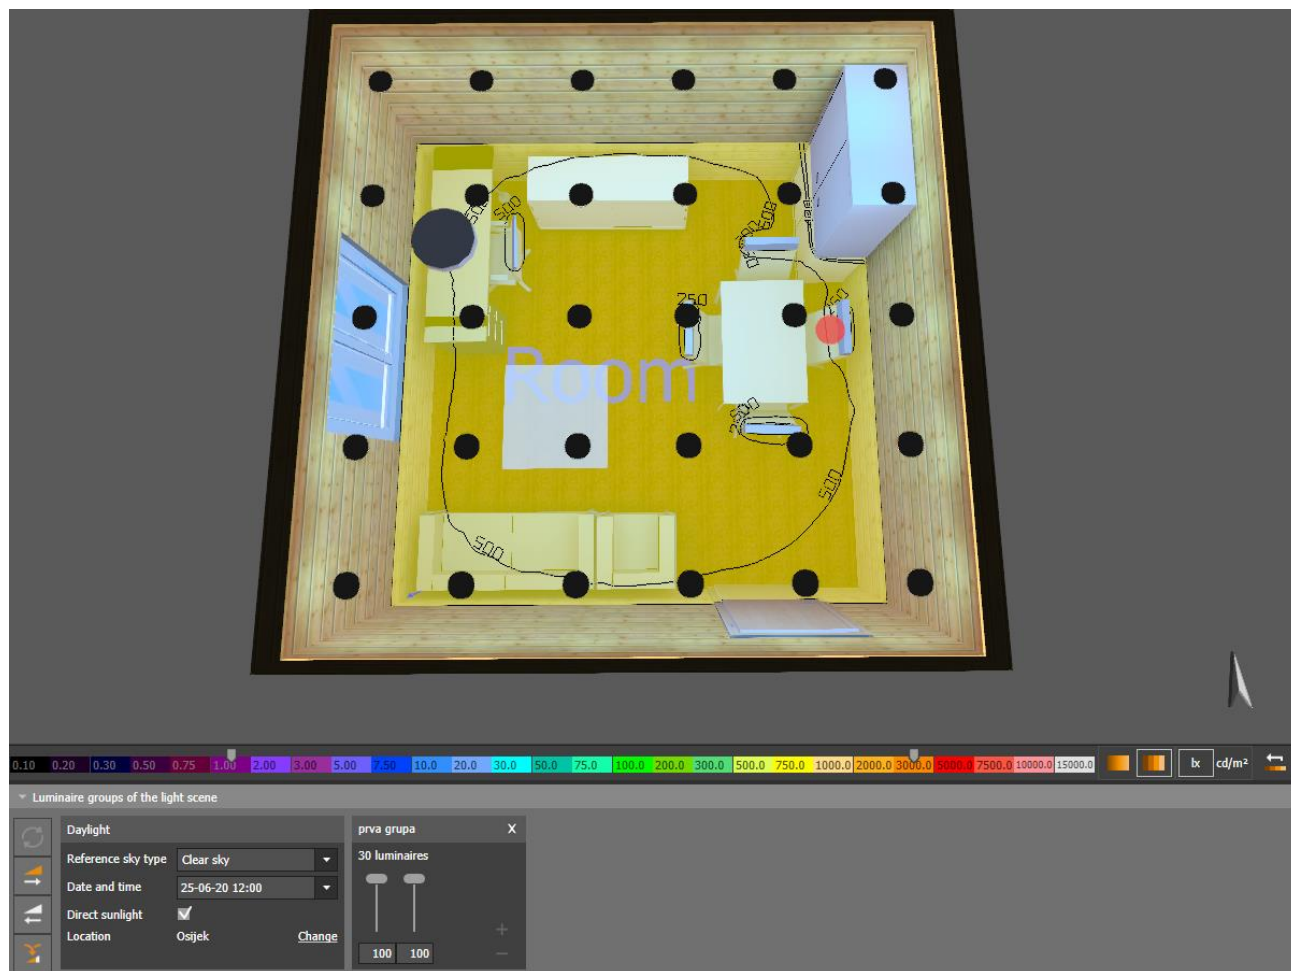 500
500
500
250
Room
500
500
0.10 0.20 0.30 0.50 0.75 1.00 2.00 3.00 5.00 7.50 10.0 20.0 30.0 50.0 75.0 100.0 200.0 300.0 500.0 750.0 1000.0 2000.0 3000.0 5000.0 7500.0 10000.0 15000.0 lx cd/m²
Luminaire groups of the light scene
Daylight
Reference sky type Clear sky
Date and time 25-06-20 12:00
Direct sunlight
Location Osijek Change
prva grupa X
30 luminaires
100 100